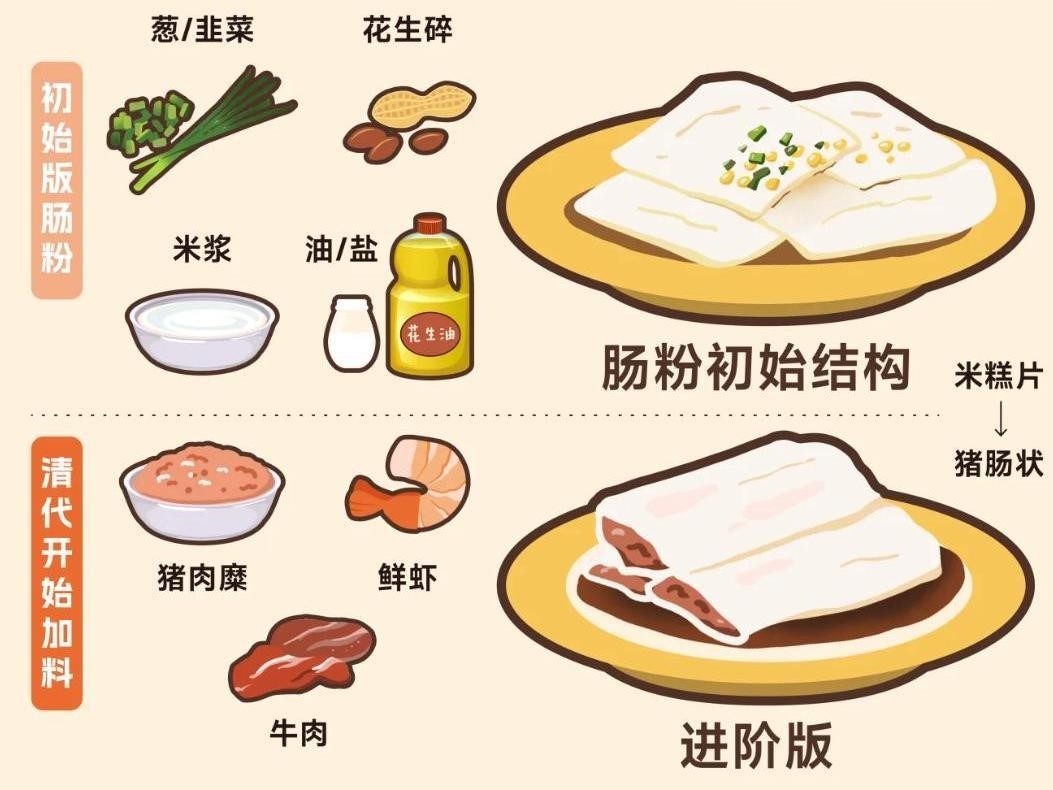 初始版肠粉
葱/韭菜
花生碎
米浆
油/盐
花生油
肠粉初始结构
米糕片
↓
猪肠状
清代开始加料
猪肉糜
鲜虾
牛肉
进阶版